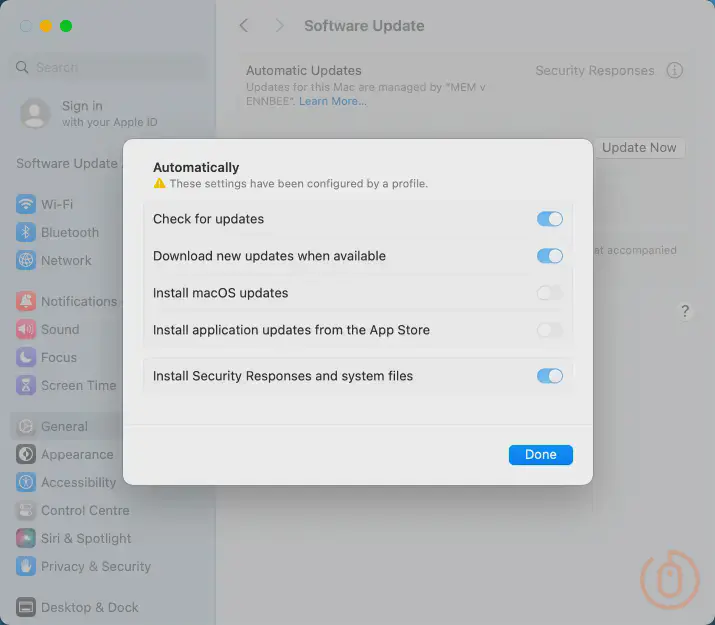 Software Update
Search
Automatic Updates
Security Responses
Updates for this Mac are managed by "MEM v
ENNBEE". Learn More...
Sign in
with your Apple ID
Software Update
Update Now
Automatically
These settings have been configured by a profile.
Check for updates
Download new updates when available
Install macOS updates
Install application updates from the App Store
Install Security Responses and system files
Done
at accompanied
?
Wi-Fi
Bluetooth
Network
Notifications
Sound
Focus
Screen Time
General
Appearance
Accessibility
Control Centre
Siri & Spotlight
Privacy & Security
Desktop & Dock